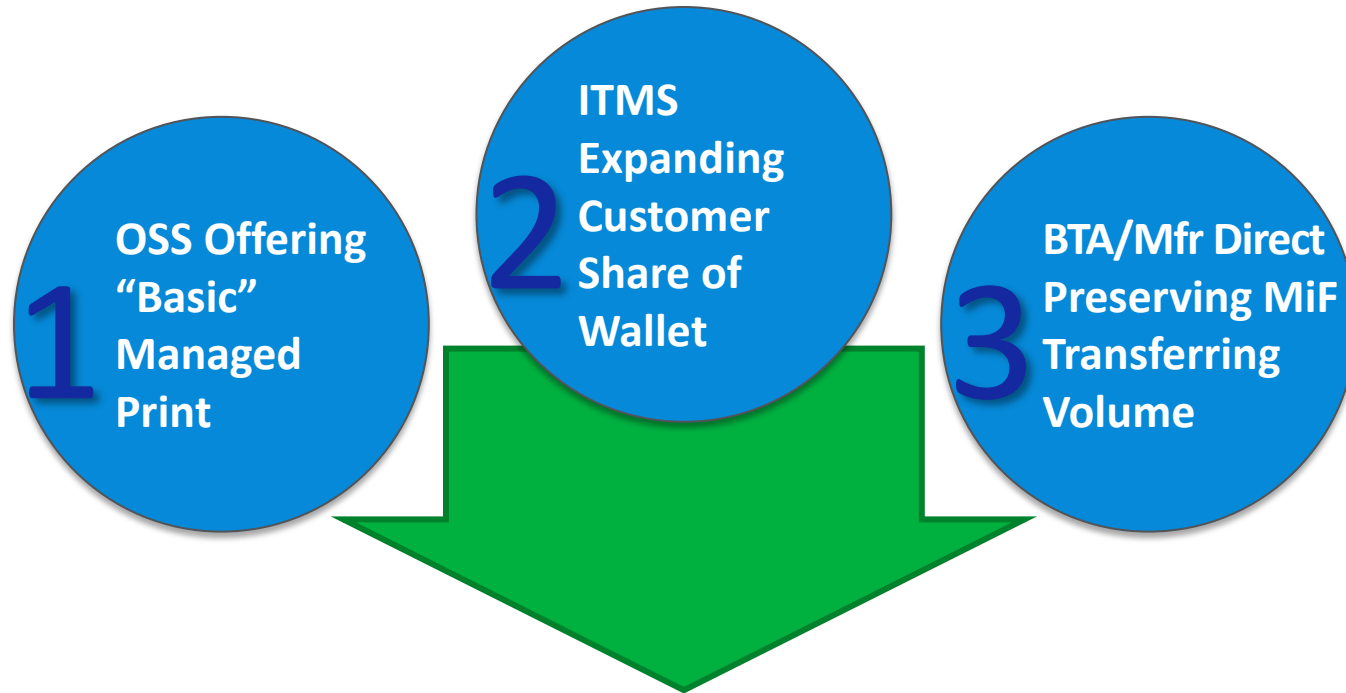 1
OSS Offering
“Basic”
Managed
Print
2
ITMS
Expanding
Customer
Share of
Wallet
3
BTA/Mfr Direct
Preserving MiF
Transferring
Volume